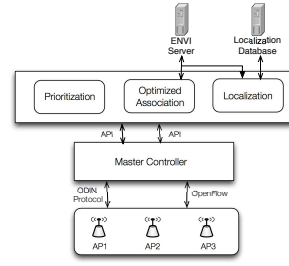 ENVI
Server
Localization
Database
Prioritization
Optimized
Association
Localization
API
API
Master Controller
ODIN
Protocol
OpenFlow
AP1
AP2
AP3